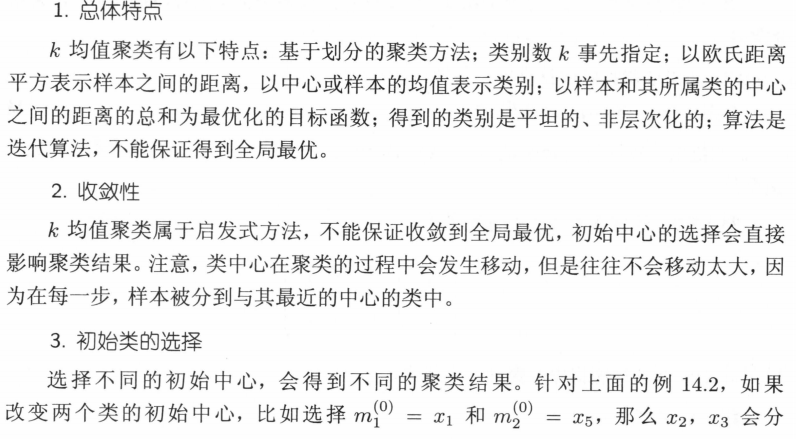 1. 总体特点
k 均值聚类有以下特点：基于划分的聚类方法；类别数 k 事先指定；以欧氏距离
平方表示样本之间的距离，以中心或样本的均值表示类别；以样本和其所属类的中心
之间的距离的总和为最优化的目标函数；得到的类别是平坦的、非层次化的；算法是
迭代算法，不能保证得到全局最优。
2. 收敛性
k 均值聚类属于启发式方法，不能保证收敛到全局最优，初始中心的选择会直接
影响聚类结果。注意，类中心在聚类的过程中会发生移动，但是往往不会移动太大，因
为在每一步，样本被分到与其最近的中心的类中。
3. 初始类的选择
选择不同的初始中心，会得到不同的聚类结果。针对上面的例 14.2，如果
改变两个类的初始中心，比如选择 m₁⁽⁰⁾ = x₁ 和 m₂⁽⁰⁾ = x₅，那么 x₂，x₃ 会分